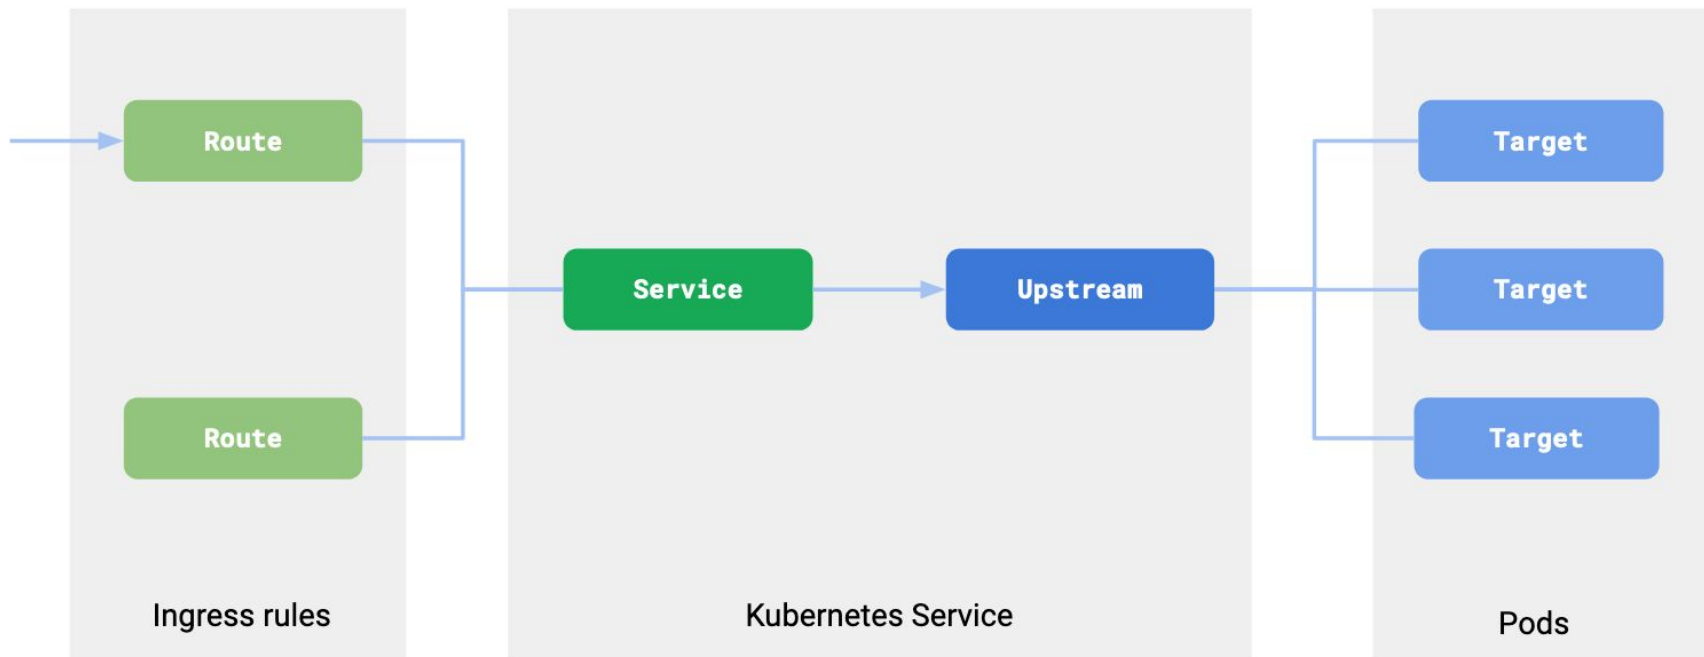 Route
Route
Ingress rules
Service
Upstream
Kubernetes Service
Target
Target
Target
Pods